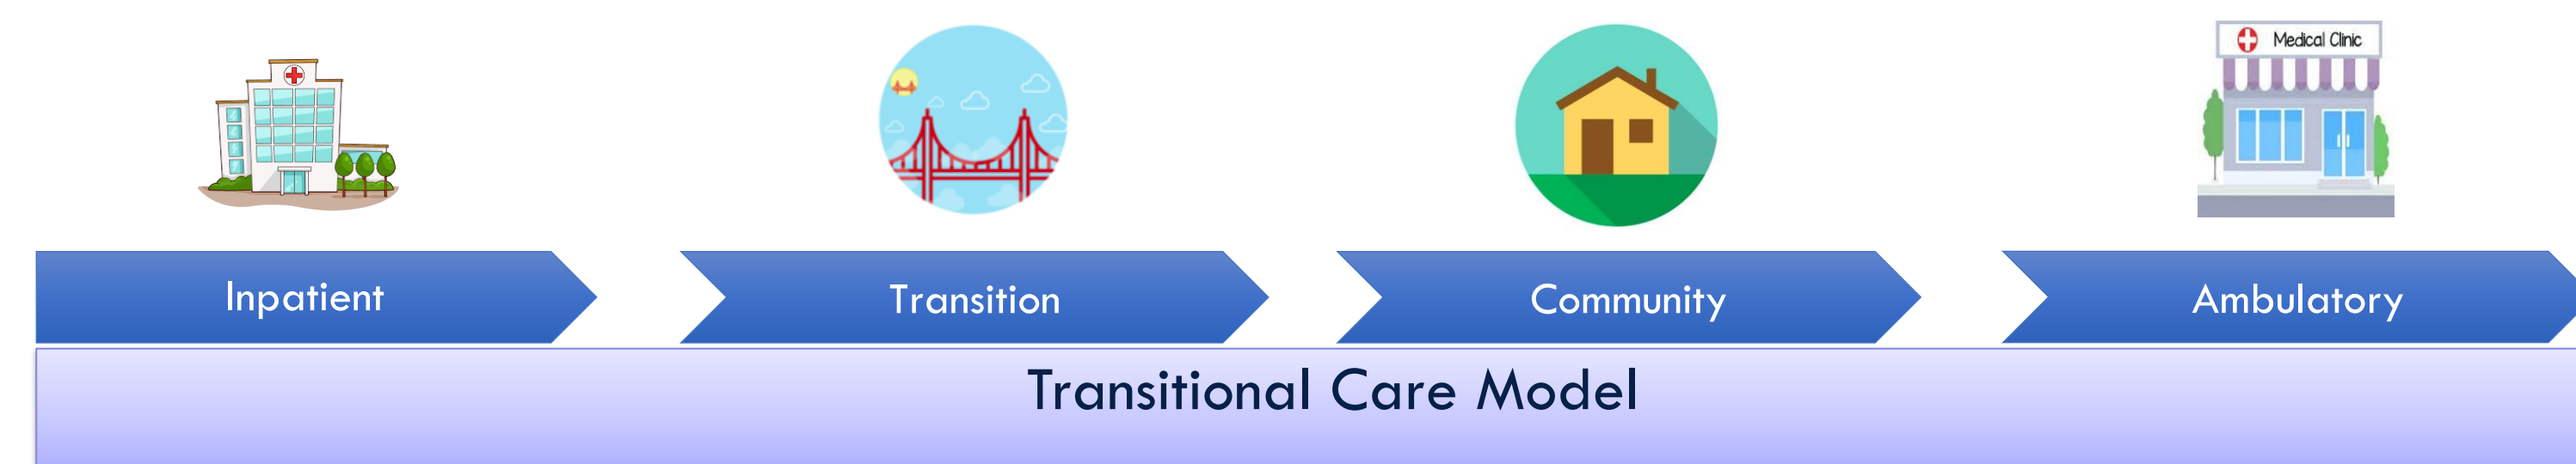 Medical Clinic
Inpatient
Transition
Community
Ambulatory
Transitional Care Model